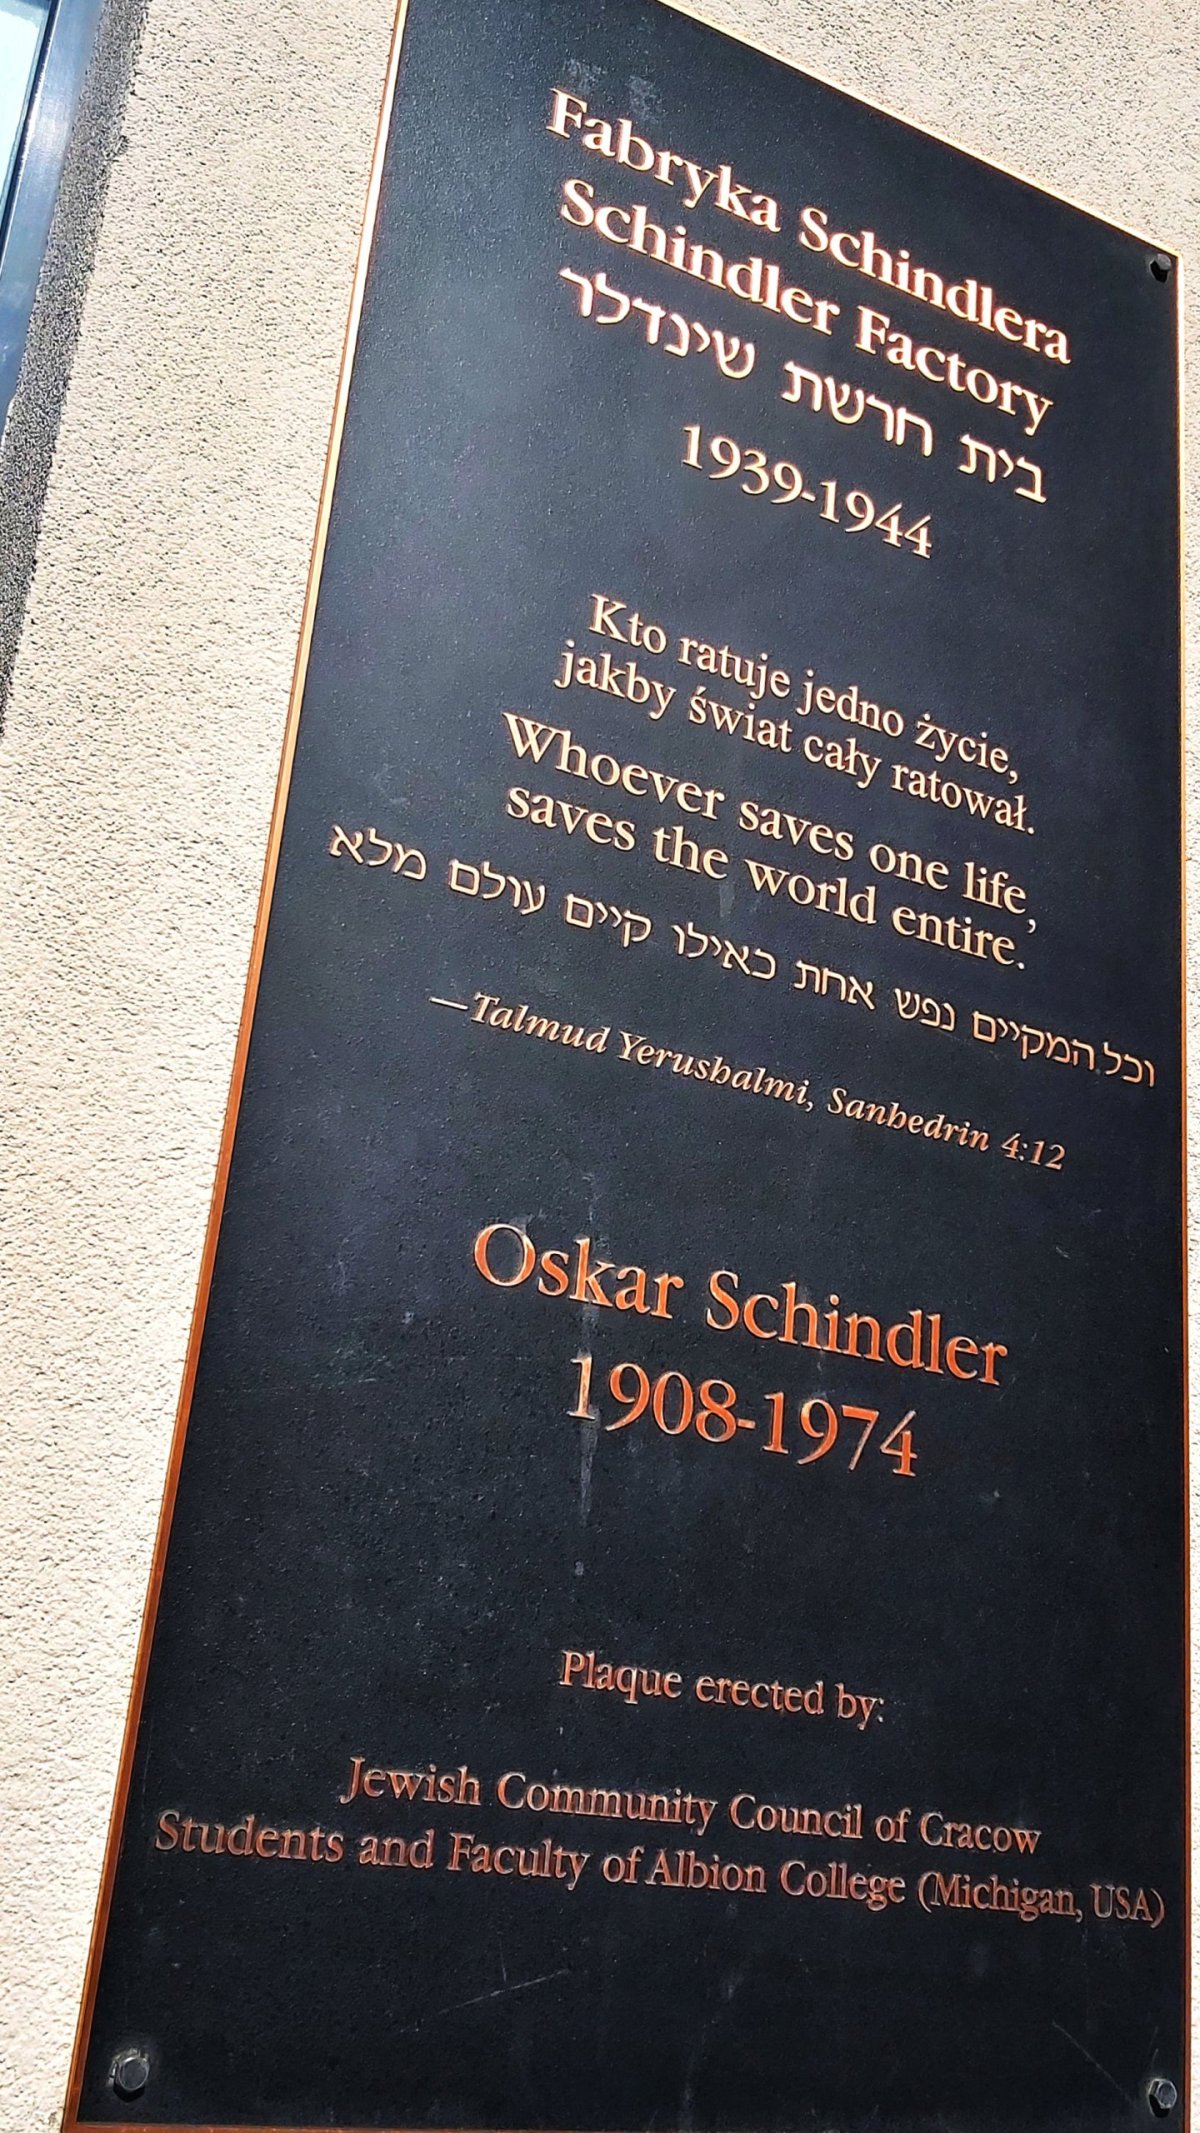 Fabryka Schindlera
Schindler Factory
בית חרשת שינדלר
1939-1944
Kto ratuje jedno życie,
jakby świat cały ratował.
Whoever saves one life,
saves the world entire.
וכל המקיים נפש אחת כאילו קיים עולם מלא
—Talmud Yerushalmi, Sanhedrin 4:12
Oskar Schindler
1908-1974
Plaque erected by:
Jewish Community Council of Cracow
Students and Faculty of Albion College (Michigan, USA)